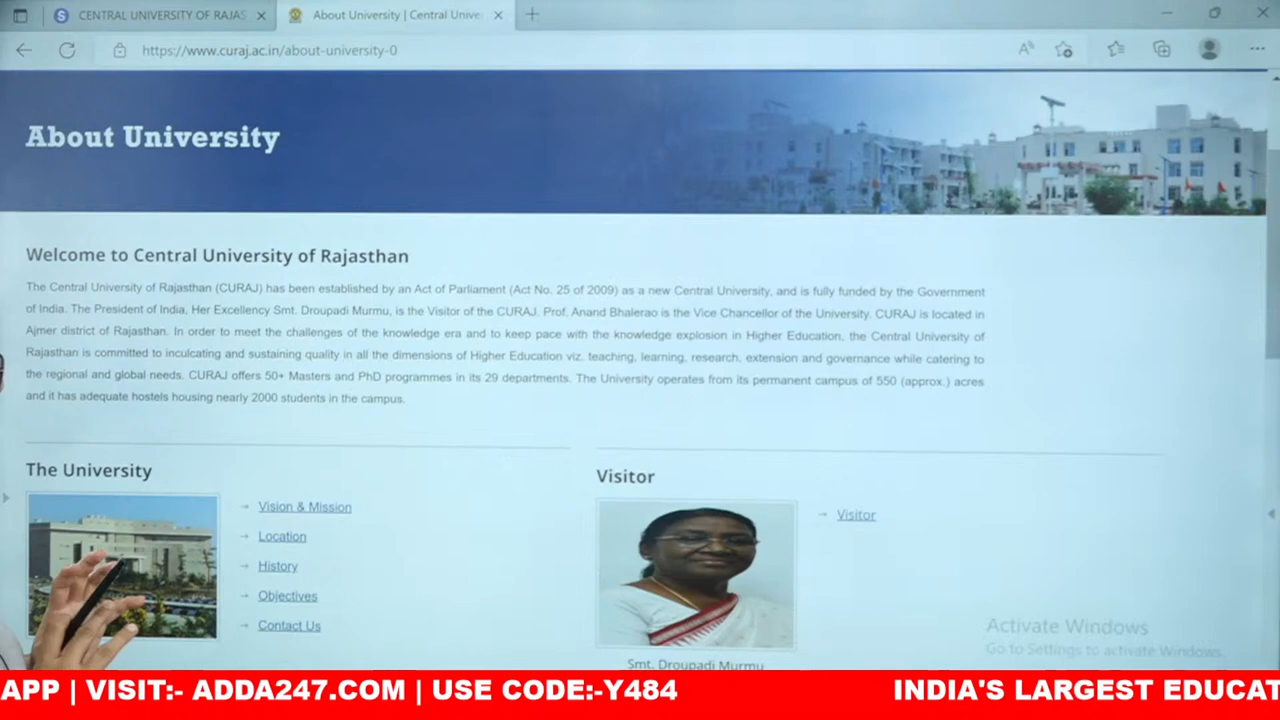 CENTRAL UNIVERSITY OF RAJAS
About University | Central Unive
https://www.curaj.ac.in/about-university-0
About University
Welcome to Central University of Rajasthan
The Central University of Rajasthan (CURAJ) has been established by an Act of Parliament (Act No. 25 of 2009) as a new Central University, and is fully funded by the Government
of India. The President of India, Her Excellency Smt. Droupadi Murmu, is the Visitor of the CURAJ. Prof. Anand Bhalerao is the Vice Chancellor of the University. CURAJ is located in
Ajmer district of Rajasthan. In order to meet the challenges of the knowledge era and to keep pace with the knowledge explosion in Higher Education, the Central University of
Rajasthan is committed to inculcating and sustaining quality in all the dimensions of Higher Education viz. teaching, learning, research, extension and governance while catering to
the regional and global needs. CURAJ offers 50+ Masters and PhD programmes in its 29 departments. The University operates from its permanent campus of 550 (approx.) acres
and it has adequate hostels housing nearly 2000 students in the campus.
The University
Vision & Mission
Location
History
Objectives
Contact Us
Visitor
Visitor
Smt. Droupadi Murmu
Activate Windows
Go to Settings to activate Windows.
APP | VISIT:- ADDA247.COM | USE CODE:-Y484 INDIA'S LARGEST EDUCAT